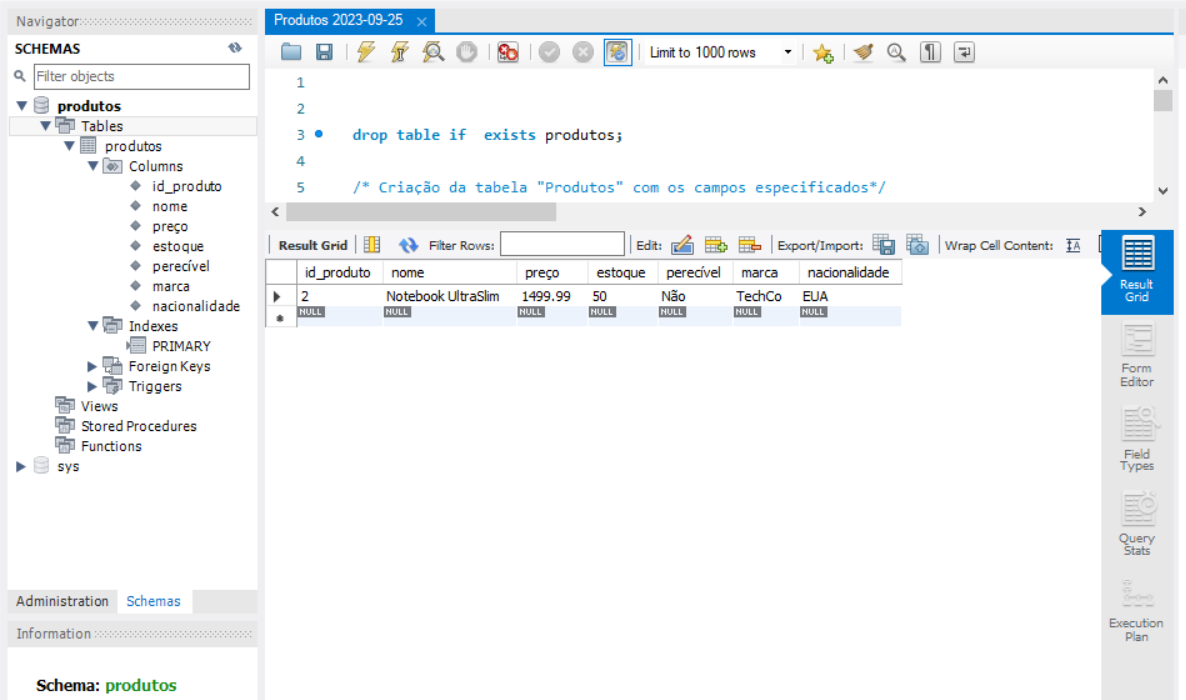 Navigator
SCHEMAS
Filter objects
produtos
Tables
produtos
Columns
id_produto
nome
preço
estoque
perecível
marca
nacionalidade
Indexes
PRIMARY
Foreign Keys
Triggers
Views
Stored Procedures
Functions
sys
Administration Schemas
Information
Schema: produtos
Produtos 2023-09-25
Limit to 1000 rows
1
2
3 drop table if  exists produtos;
4
5 /* Criação da tabela "Produtos" com os campos especificados*/
Result Grid Filter Rows: Edit: Export/Import: Wrap Cell Content:
id_produto nome preço estoque perecível marca nacionalidade
2 Notebook UltraSlim 1499.99 50 Não TechCo EUA
NULL NULL NULL NULL NULL NULL NULL
Result
Grid
Form
Editor
Field
Types
Query
Stats
Execution
Plan